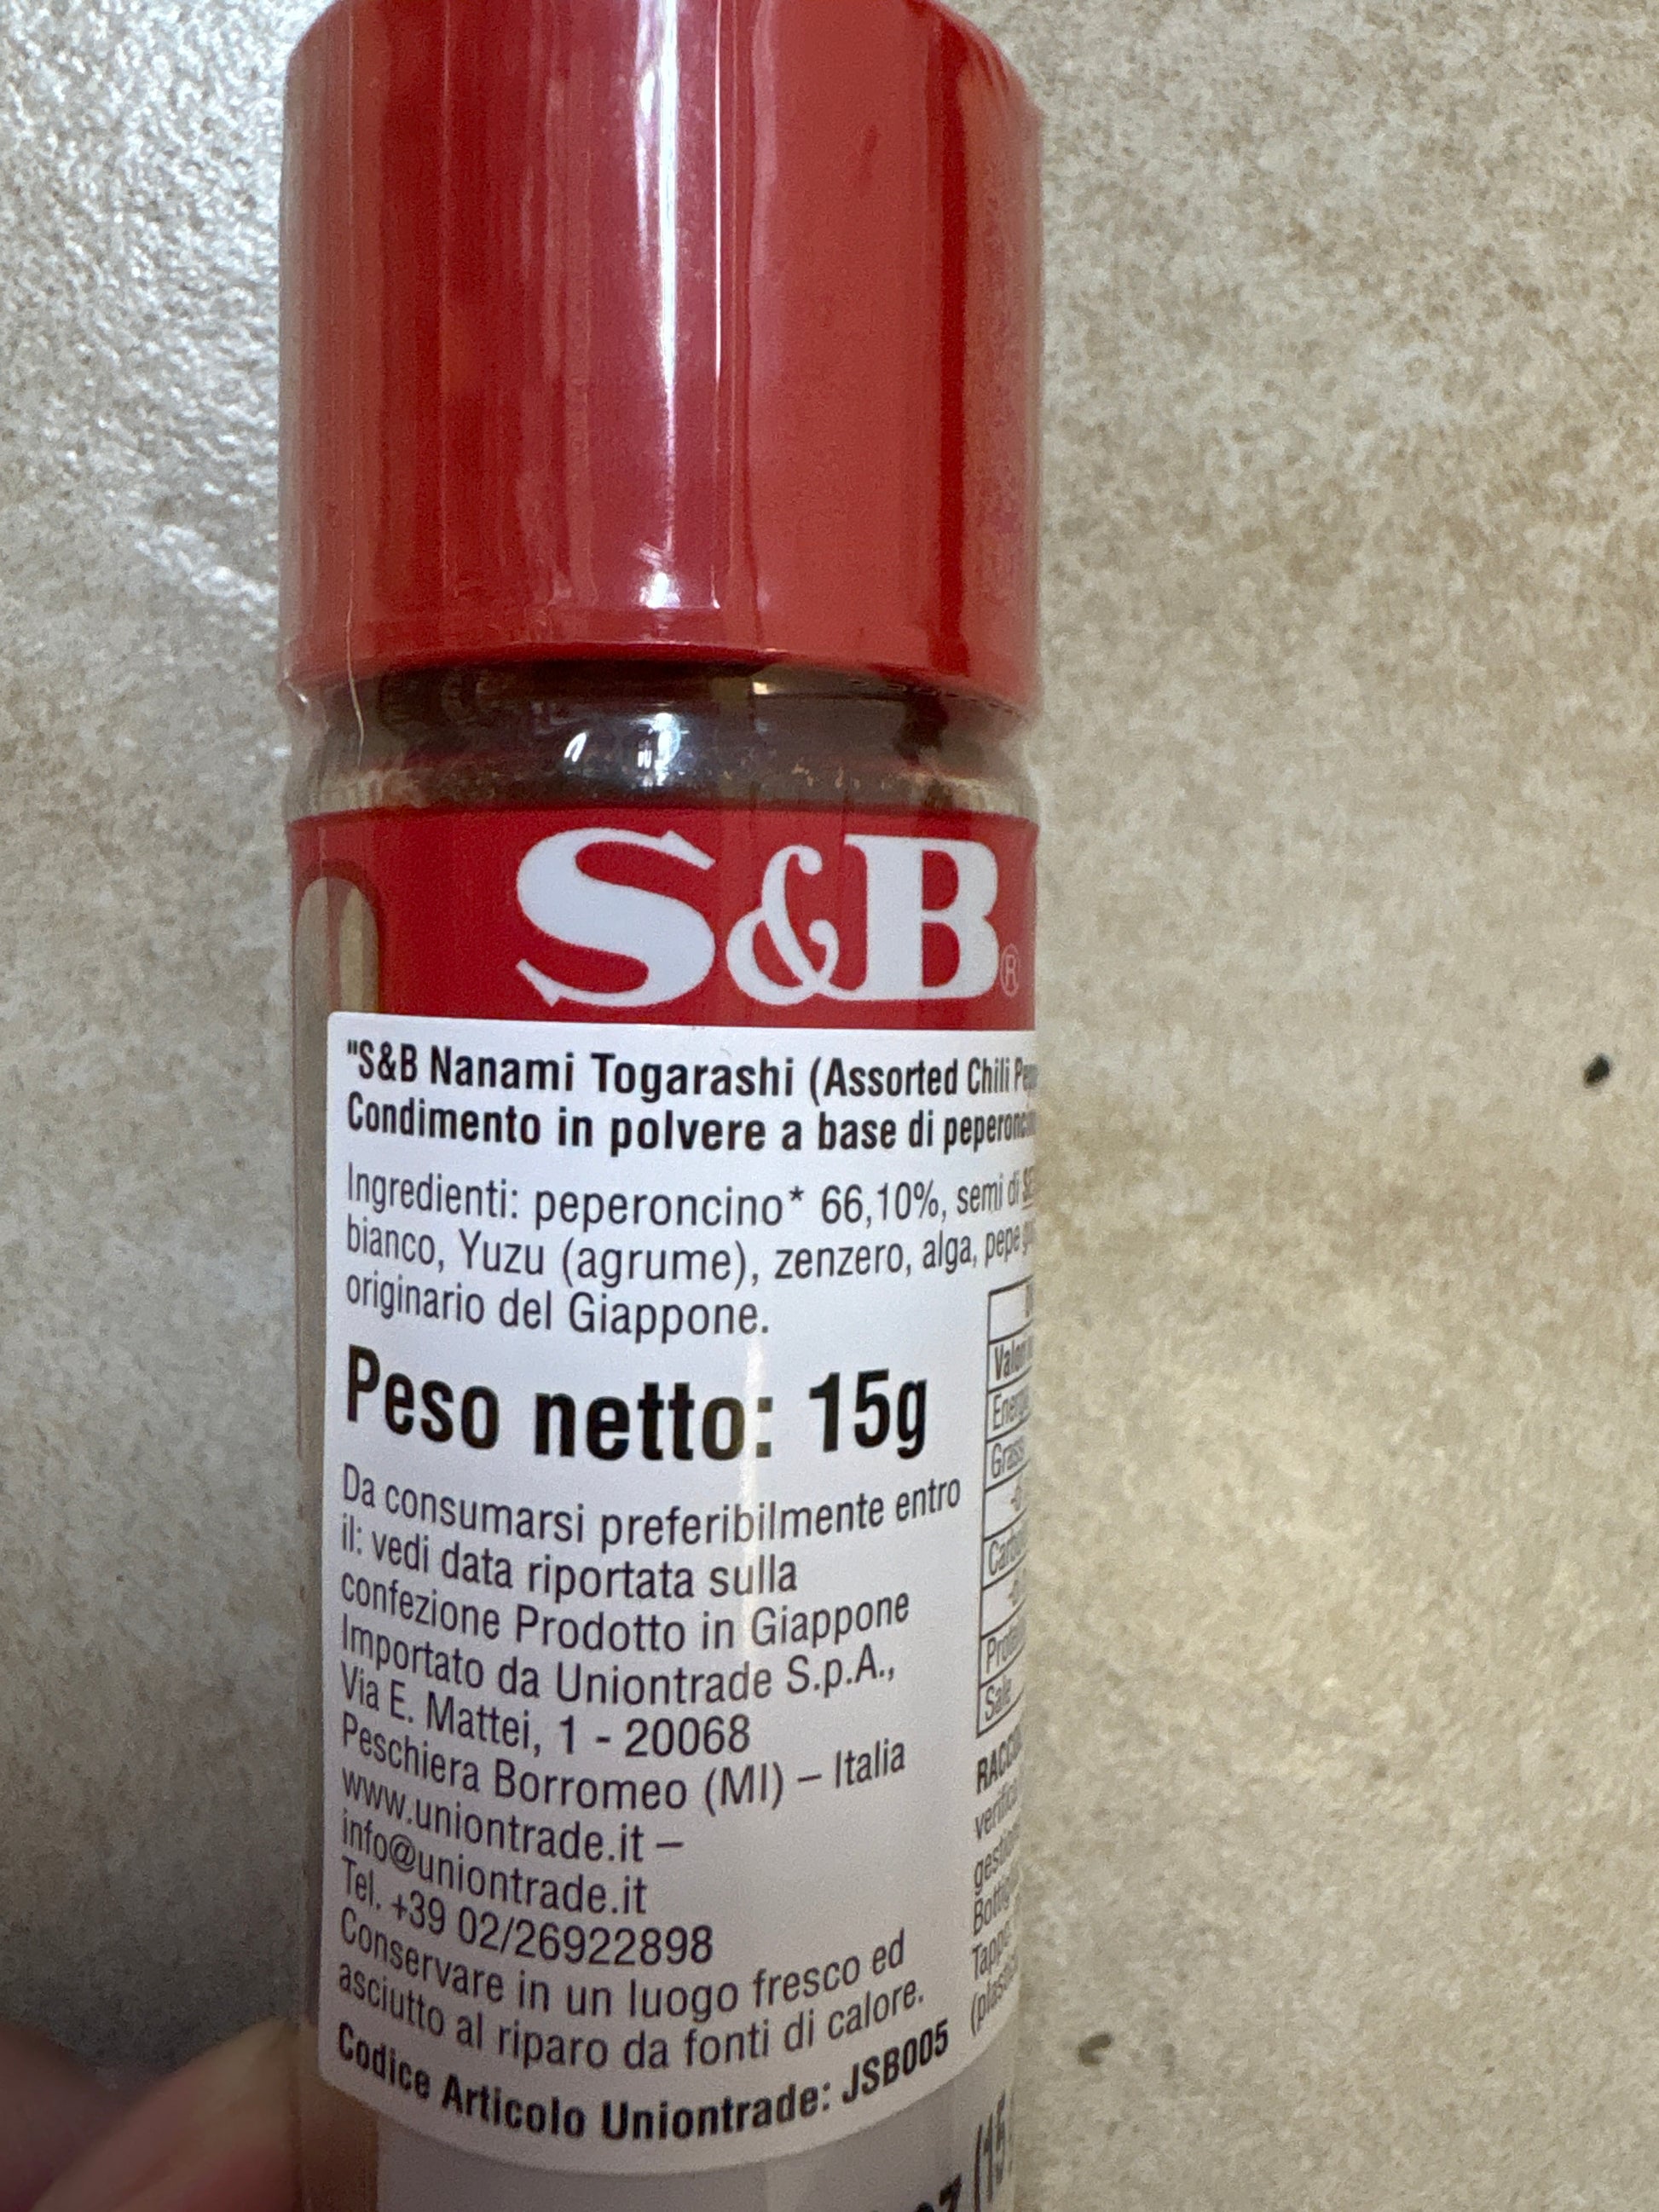 S&B®
"S&B Nanami Togarashi (Assorted Chili
Condimento in polvere a base di
Ingredienti: peperoncino* 66,10%, semi di
bianco, Yuzu (agrume), zenzero, alga, pepe
originario del Giappone.
Peso netto: 15g
Da consumarsi preferibilmente entro
il: vedi data riportata sulla
confezione Prodotto in Giappone
Importato da Uniontrade S.p.A.,
Via E. Mattei, 1 - 20068
Peschiera Borromeo (MI) – Italia
www.uniontrade.it –
info@uniontrade.it
Tel. +39 02/26922898
Conservare in un luogo fresco ed
asciutto al riparo da fonti di calore.
Codice Articolo Uniontrade: JSB005
Sale